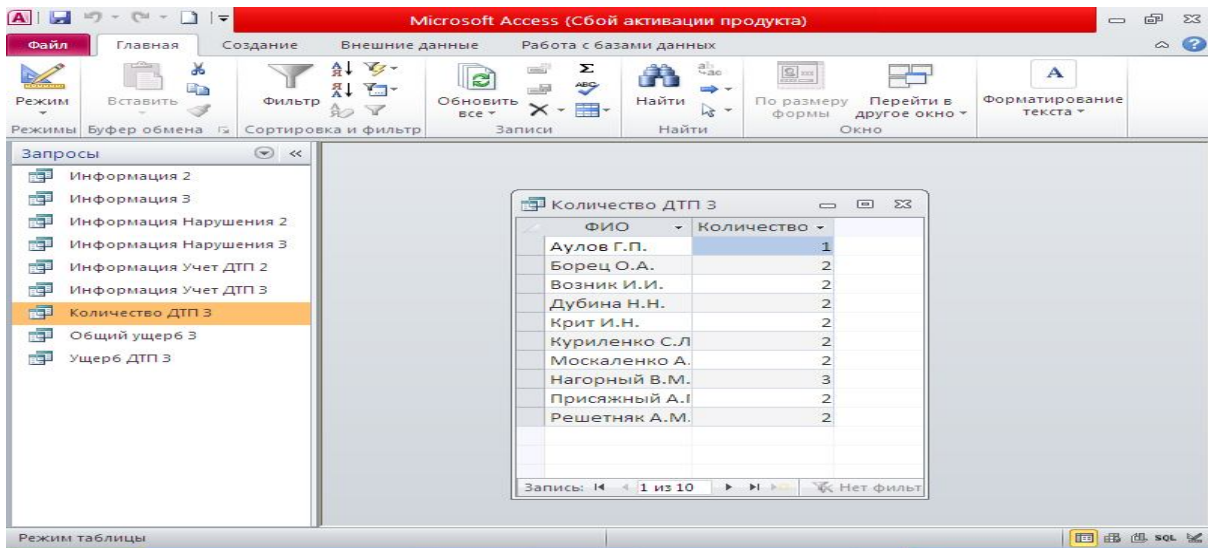 Microsoft Access (Сбой активации продукта)
Файл Главная Создание Внешние данные Работа с базами данных
Режим Вставить Фильтр Обновить все Найти По размеру формы Перейти в другое окно Форматирование текста
Режимы Буфер обмена Сортировка и фильтр Записи Найти Окно
Запросы
Информация 2
Информация 3
Информация Нарушения 2
Информация Нарушения 3
Информация Учет ДТП 2
Информация Учет ДТП 3
Количество ДТП 3
Общий ущерб 3
Ущерб ДТП 3
Количество ДТП 3
ФИО Количество
Аулов Г.П. 1
Борец О.А. 2
Возник И.И. 2
Дубина Н.Н. 2
Крит И.Н. 2
Куриленко С.Л 2
Москаленко А. 2
Нагорный В.М. 3
Присяжный А. 2
Решетняк А.М. 2
Запись: 1 из 10 Нет фильт
Режим таблицы SQL